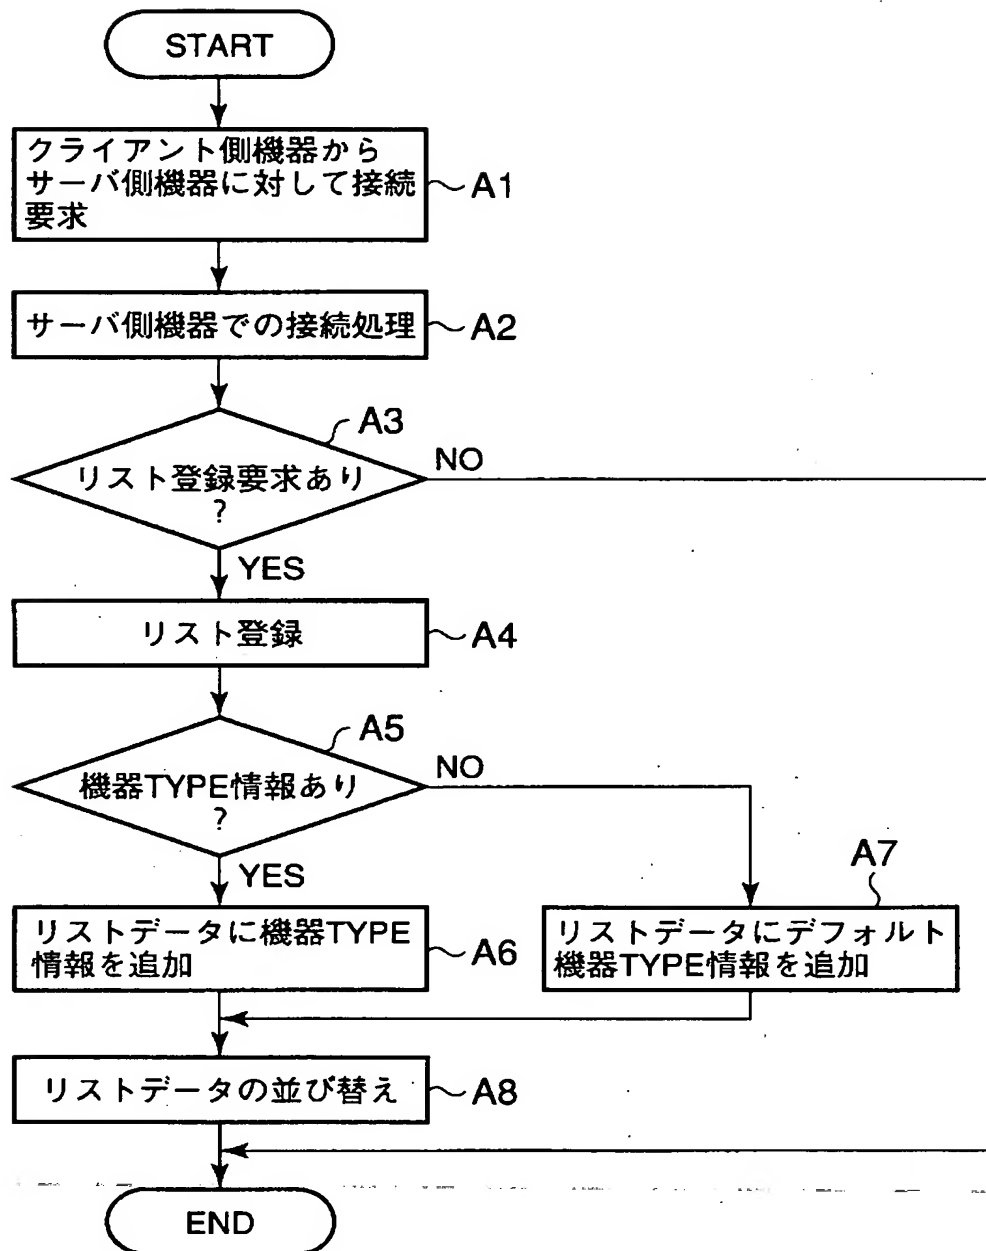 START
クライアント側機器から
サーバ側機器に対して接続
要求
A1
サーバ側機器での接続処理
A2
A3
リスト登録要求あり
?
NO
YES
リスト登録
A4
A5
機器TYPE情報あり
?
NO
YES
A7
リストデータに機器TYPE
情報を追加
A6
リストデータにデフォルト
機器TYPE情報を追加
リストデータの並び替え
A8
END